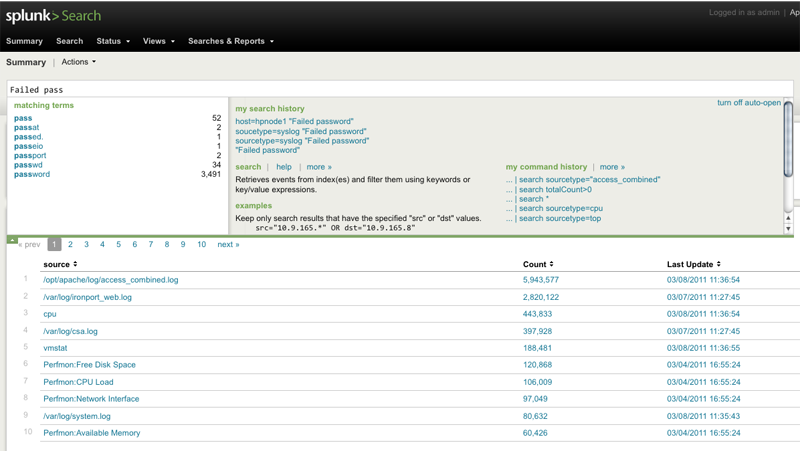 splunk> Search
Logged in as admin | Ap
Summary Search Status Views Searches & Reports
Summary | Actions
Failed pass
matching terms
pass 52
passat 2
passed. 1
passeio 1
passport 2
passwd 34
password 3,491
turn off auto-open
my search history
host=hpnode1 "Failed password"
soucetype=syslog "Failed password"
sourcetype=syslog "Failed password"
"Failed password"
search | help | more »
Retrieves events from index(es) and filter them using keywords or
key/value expressions.
examples
Keep only search results that have the specified "src" or "dst" values.
src="10.9.165.*" OR dst="10.9.165.8"
my command history | more »
... | search sourcetype="access_combined"
... | search totalCount>0
... | search *
... | search sourcetype=cpu
... | search sourcetype=top
« prev 1 2 3 4 5 6 7 8 9 10 next »
source Count Last Update
1 /opt/apache/log/access_combined.log 5,943,577 03/08/2011 11:36:54
2 /var/log/ironport_web.log 2,820,122 03/07/2011 11:27:45
3 cpu 443,833 03/08/2011 11:36:54
4 /var/log/csa.log 397,928 03/07/2011 11:27:45
5 vmstat 188,481 03/08/2011 11:36:55
6 Perfmon:Free Disk Space 120,868 03/04/2011 16:55:24
7 Perfmon:CPU Load 106,009 03/04/2011 16:55:24
8 Perfmon:Network Interface 97,049 03/04/2011 16:55:24
9 /var/log/system.log 80,632 03/08/2011 11:35:43
10 Perfmon:Available Memory 60,426 03/04/2011 16:55:24